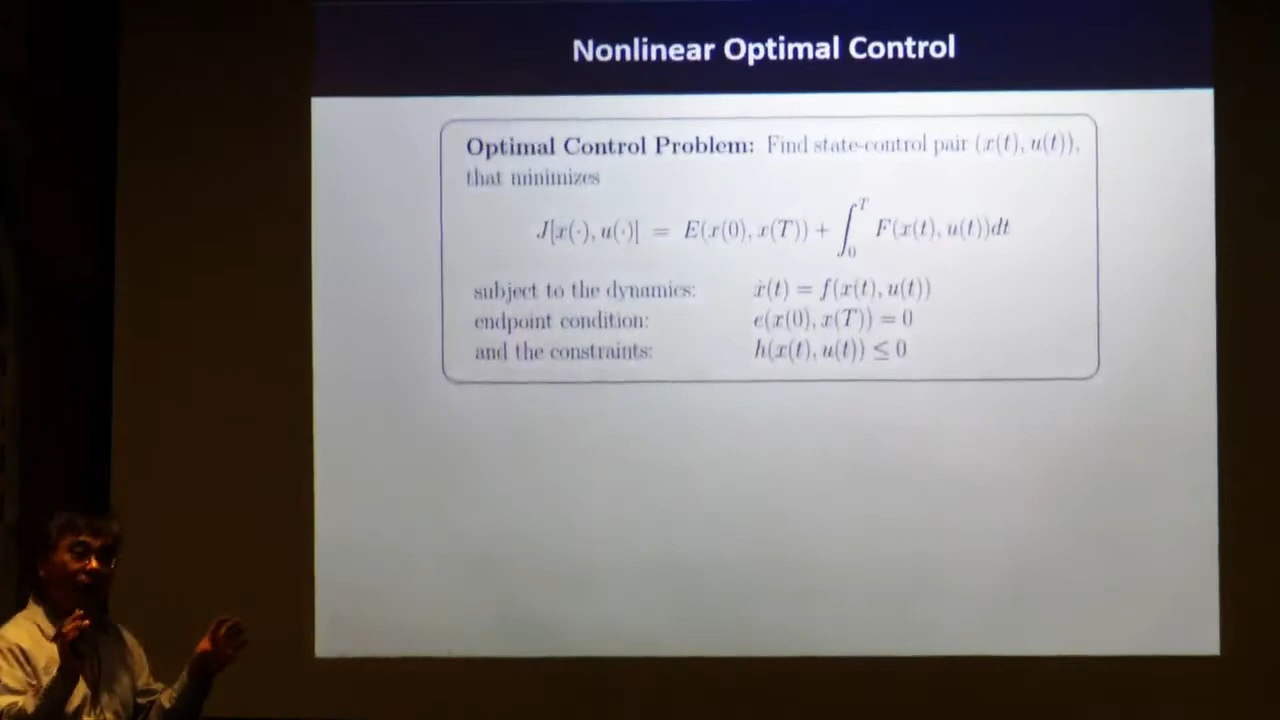 Nonlinear Optimal Control
Optimal Control Problem: Find state-control pair (x(t), u(t)),
that minimizes
J[x(·), u(·)] = E(x(0), x(T)) + ∫₀ᵀ F(x(t), u(t))dt
subject to the dynamics: ẋ(t) = f(x(t), u(t))
endpoint condition: e(x(0), x(T)) = 0
and the constraints: h(x(t), u(t)) ≤ 0